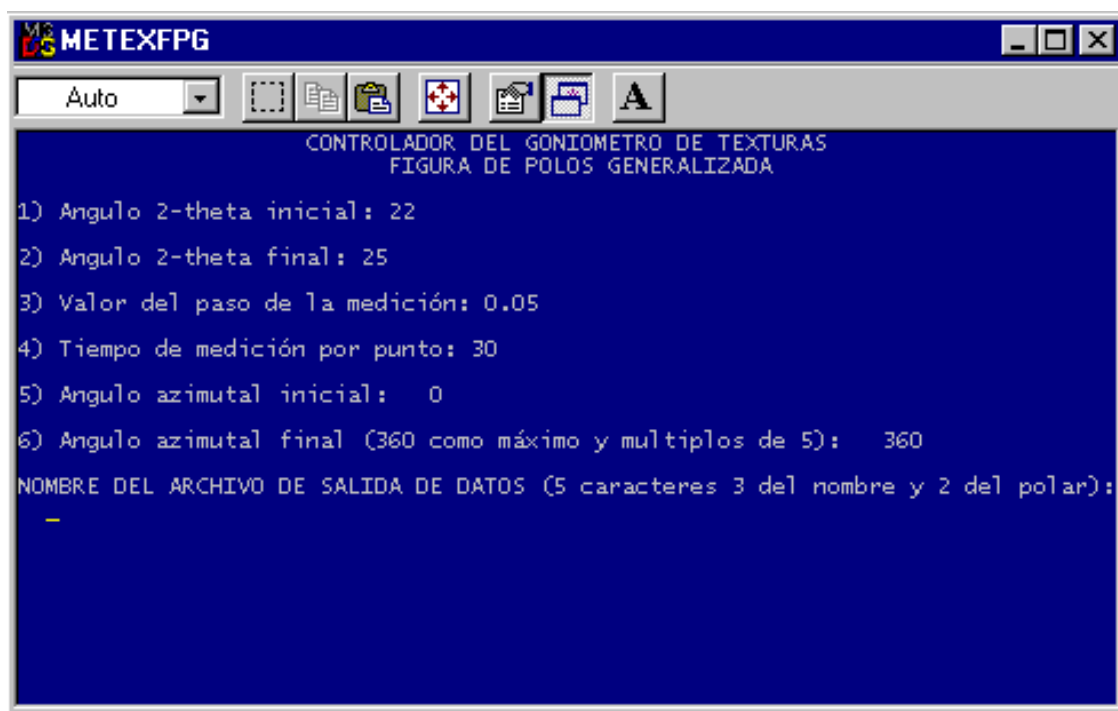 METEXFPG
Auto
A
CONTROLADOR DEL GONIOMETRO DE TEXTURAS
FIGURA DE POLOS GENERALIZADA
1) Angulo 2-theta inicial: 22
2) Angulo 2-theta final: 25
3) Valor del paso de la medición: 0.05
4) Tiempo de medición por punto: 30
5) Angulo azimutal inicial: 0
6) Angulo azimutal final (360 como máximo y multiplos de 5): 360
NOMBRE DEL ARCHIVO DE SALIDA DE DATOS (5 caracteres 3 del nombre y 2 del polar):